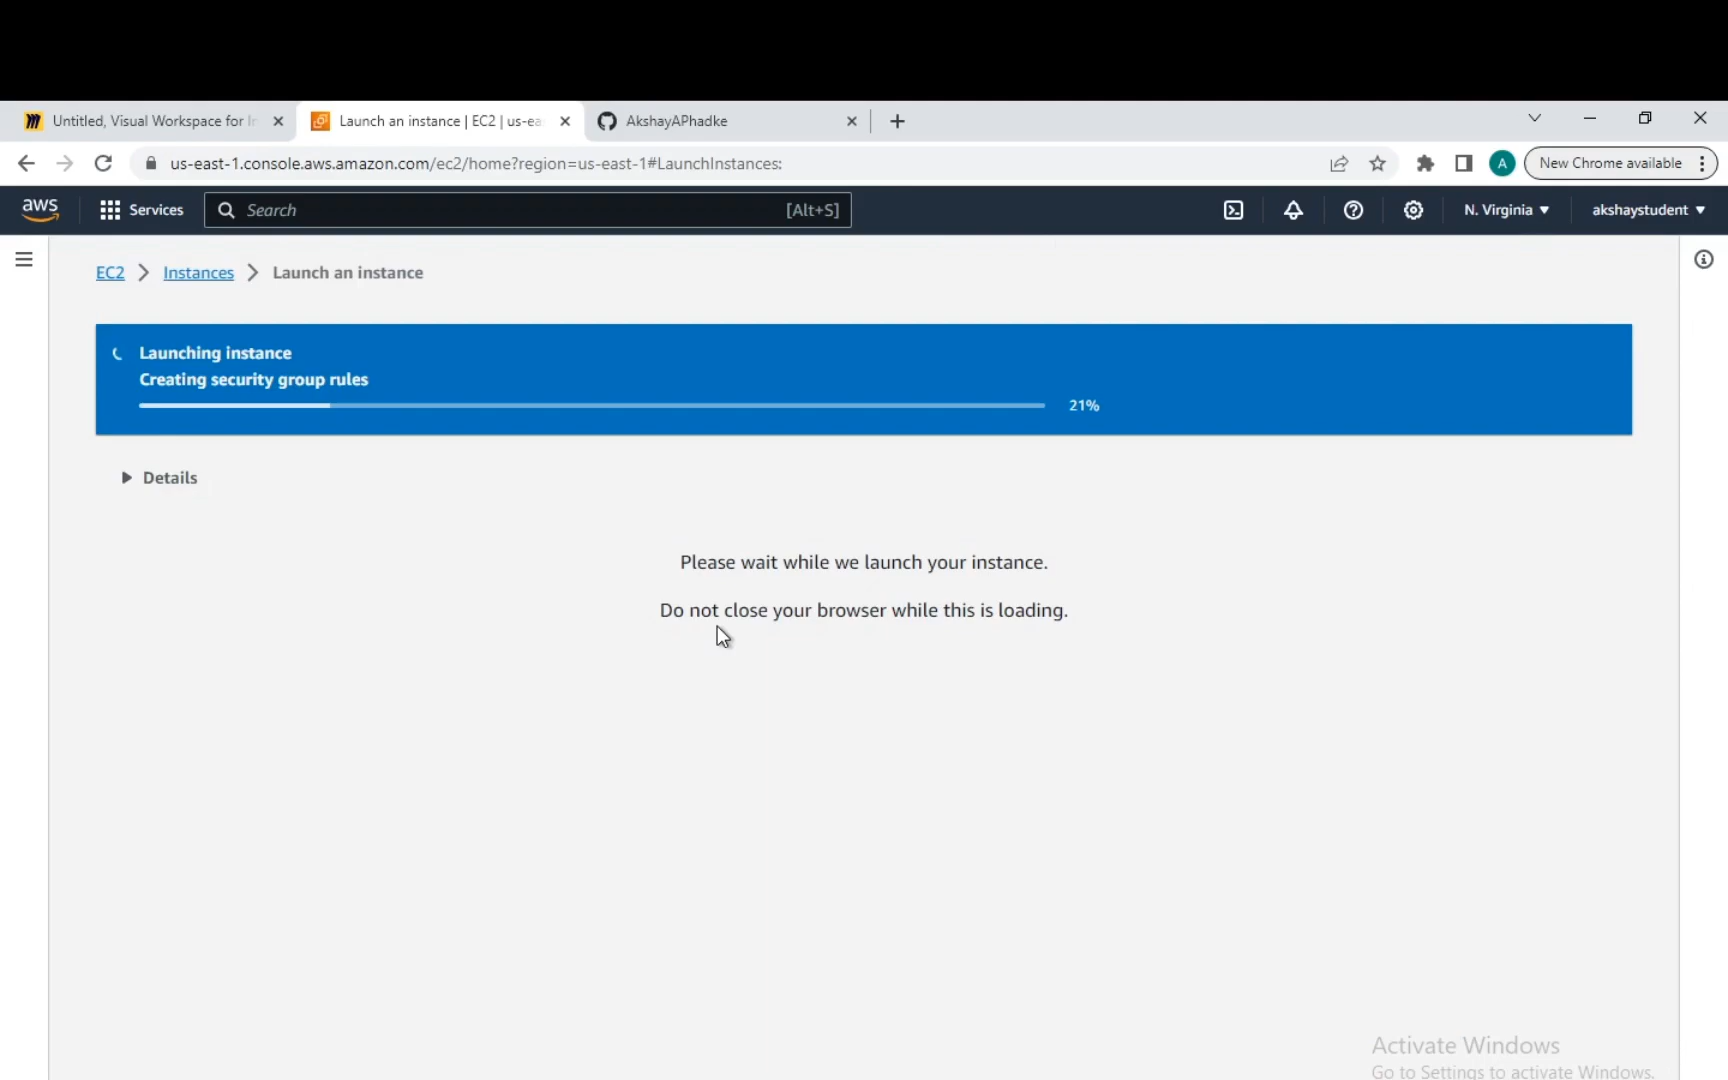 Untitled, Visual Workspace for In
Launch an instance | EC2 | us-ea
AkshayAPhadke
us-east-1.console.aws.amazon.com/ec2/home?region=us-east-1#LaunchInstances:
A
New Chrome available
aws
Services
Search
[Alt+S]
N. Virginia
akshaystudent
EC2
Instances
Launch an instance
Launching instance
Creating security group rules
21%
Details
Please wait while we launch your instance.
Do not close your browser while this is loading.
Activate Windows
Go to Settings to activate Windows.